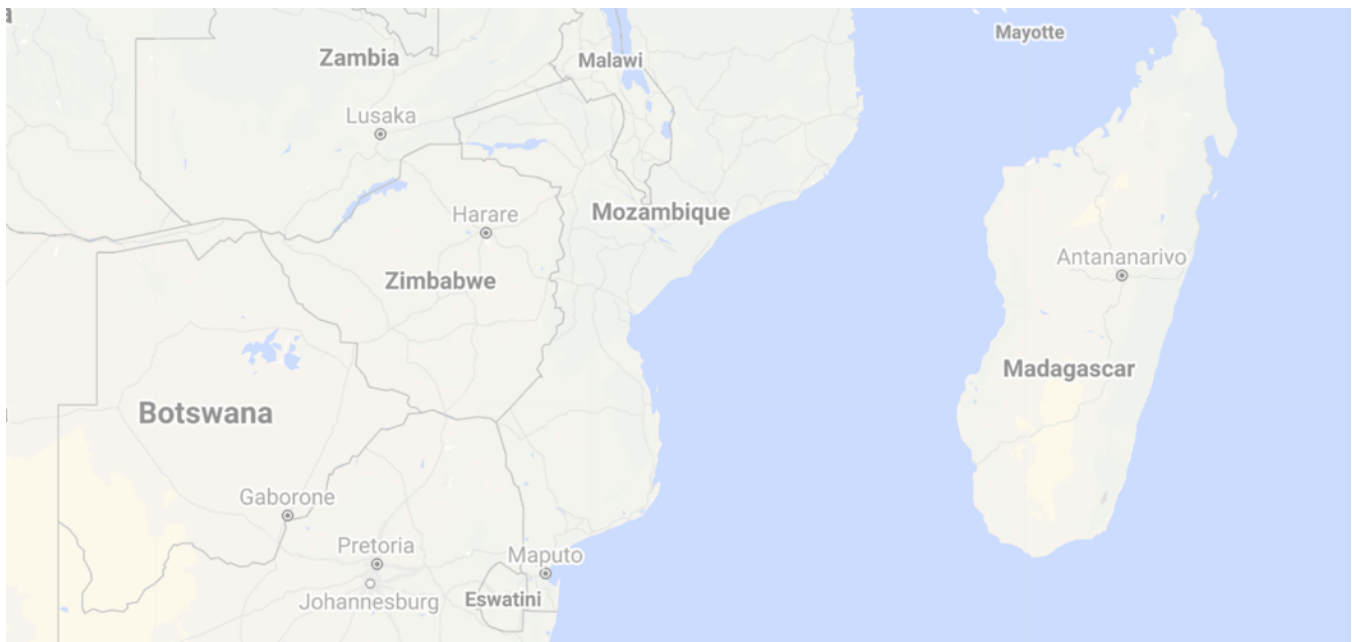 Mayotte
Zambia
Malawi
Lusaka
Mozambique
Harare
Antananarivo
Zimbabwe
Madagascar
Botswana
Gaborone
Pretoria
Maputo
Johannesburg
Eswatini